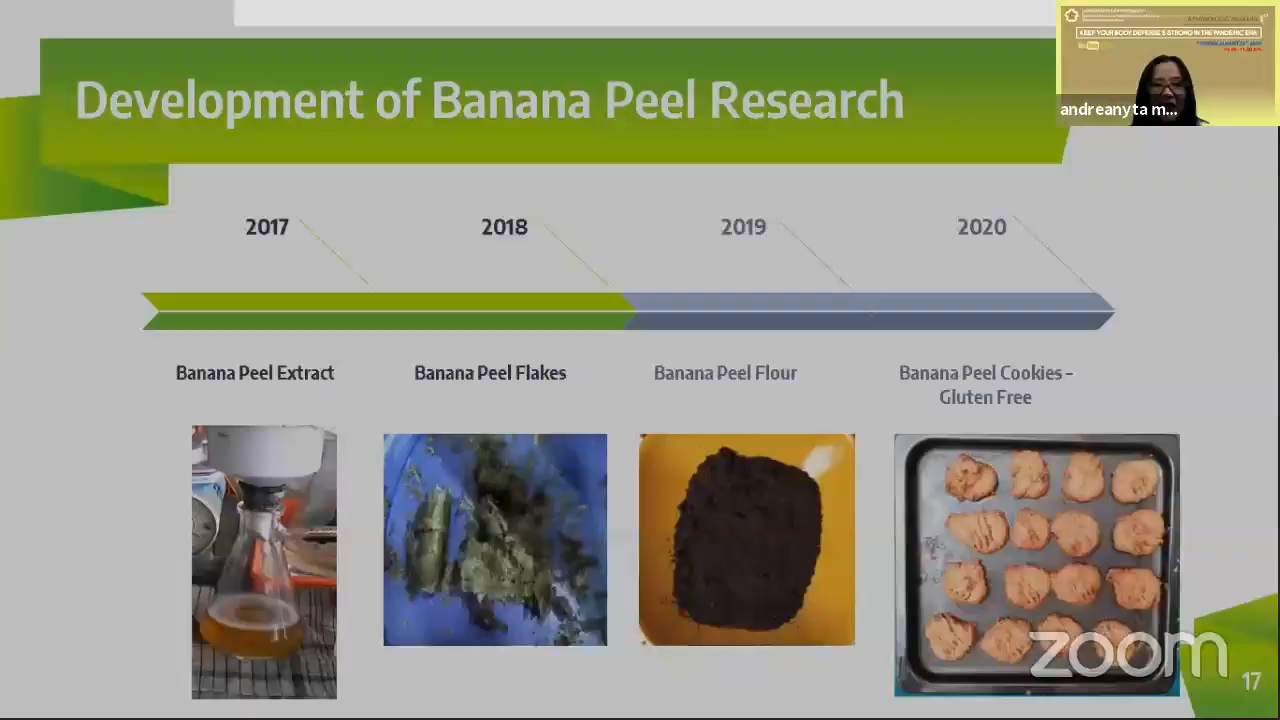 Development of Banana Peel Research
KEEP YOUR BODY DEFENSE'S STRONG IN THE PANDEMIC ERA
andreanyta m...
2017
2018
2019
2020
Banana Peel Extract
Banana Peel Flakes
Banana Peel Flour
Banana Peel Cookies –
Gluten Free
zoom
17